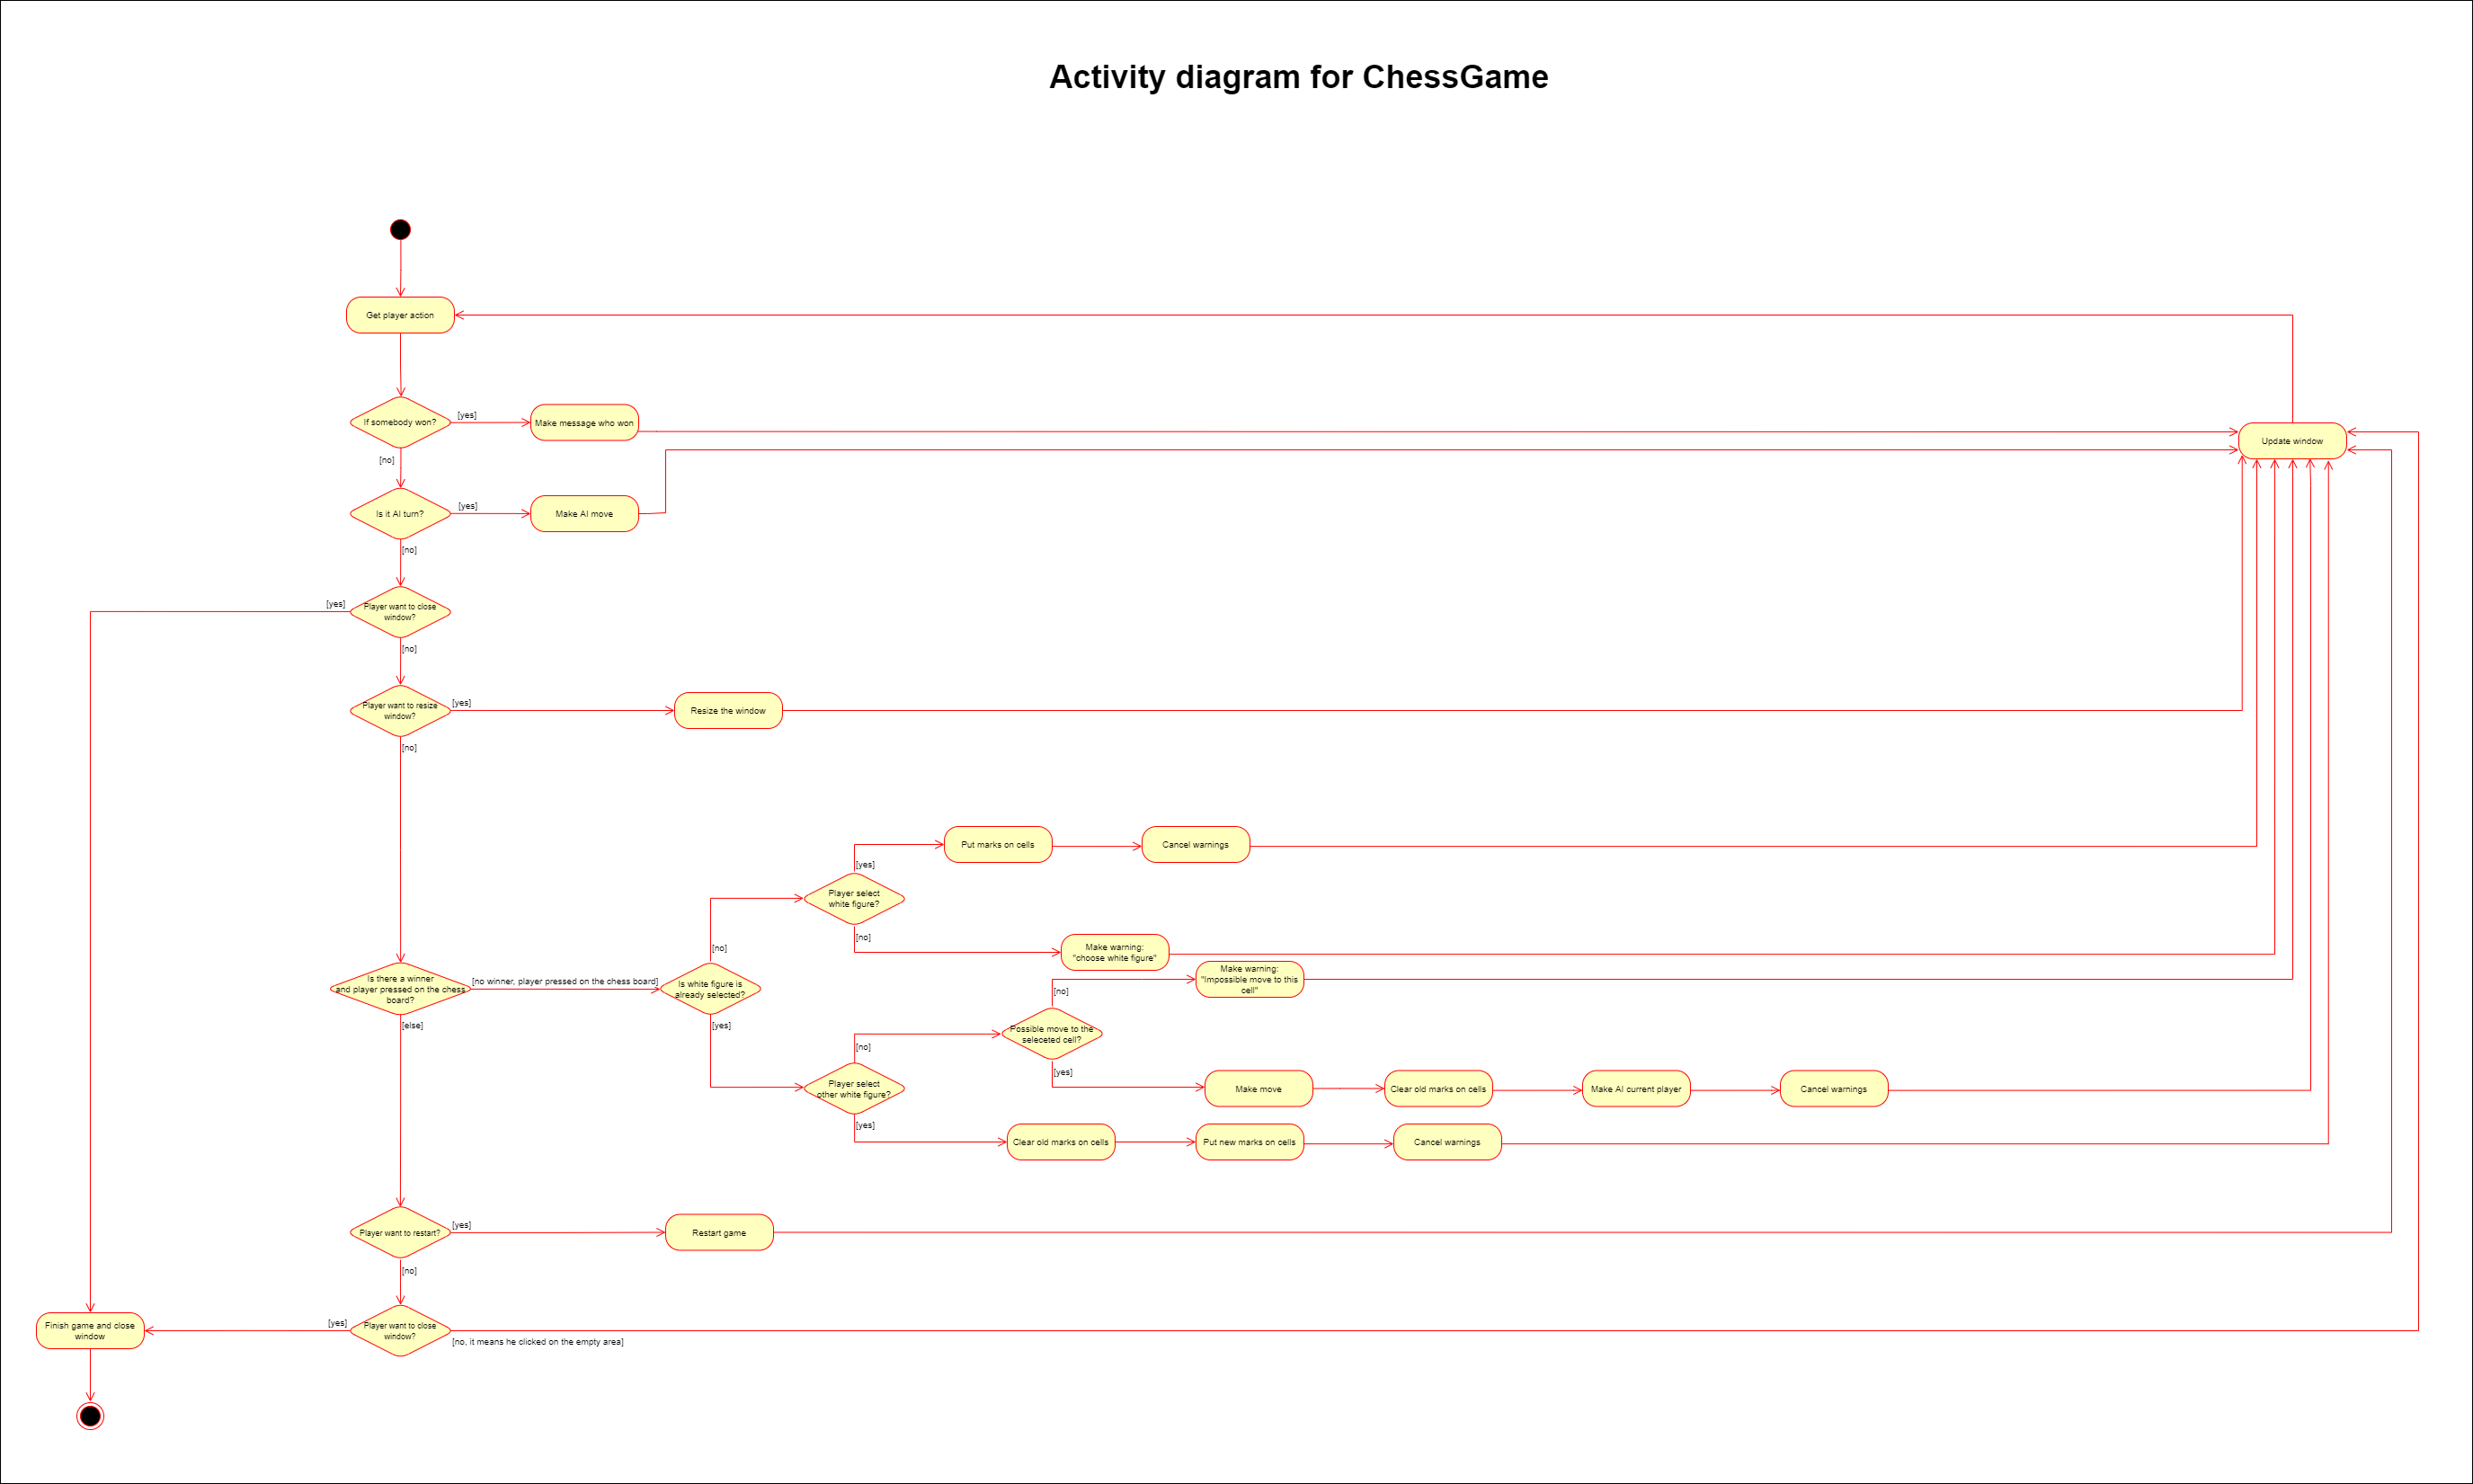 Activity diagram for ChessGame
Get player action
If somebody won?
[yes]
Make message who won
Update window
[no]
Is it AI turn?
[yes]
Make AI move
[no]
Player want to close
window?
[yes]
[no]
Player want to resize
window?
[yes]
Resize the window
[no]
Put marks on cells
Cancel warnings
[yes]
Player select
white figure?
[no]
[no]
Make warning:
"choose white figure"
Is there a winner
and player pressed on the chess
board?
[no winner, player pressed on the chess board]
Is white figure is
already selected?
Make warning:
"Impossible move to this
cell"
[no]
[else]
[yes]
Possible move to the
seleceted cell?
[no]
[yes]
Player select
other white figure?
Make move
Clear old marks on cells
Make AI current player
Cancel warnings
[yes]
Clear old marks on cells
Put new marks on cells
Cancel warnings
Player want to restart?
[yes]
Restart game
[no]
Finish game and close
window
[yes]
Player want to close
window?
[no, it means he clicked on the empty area]